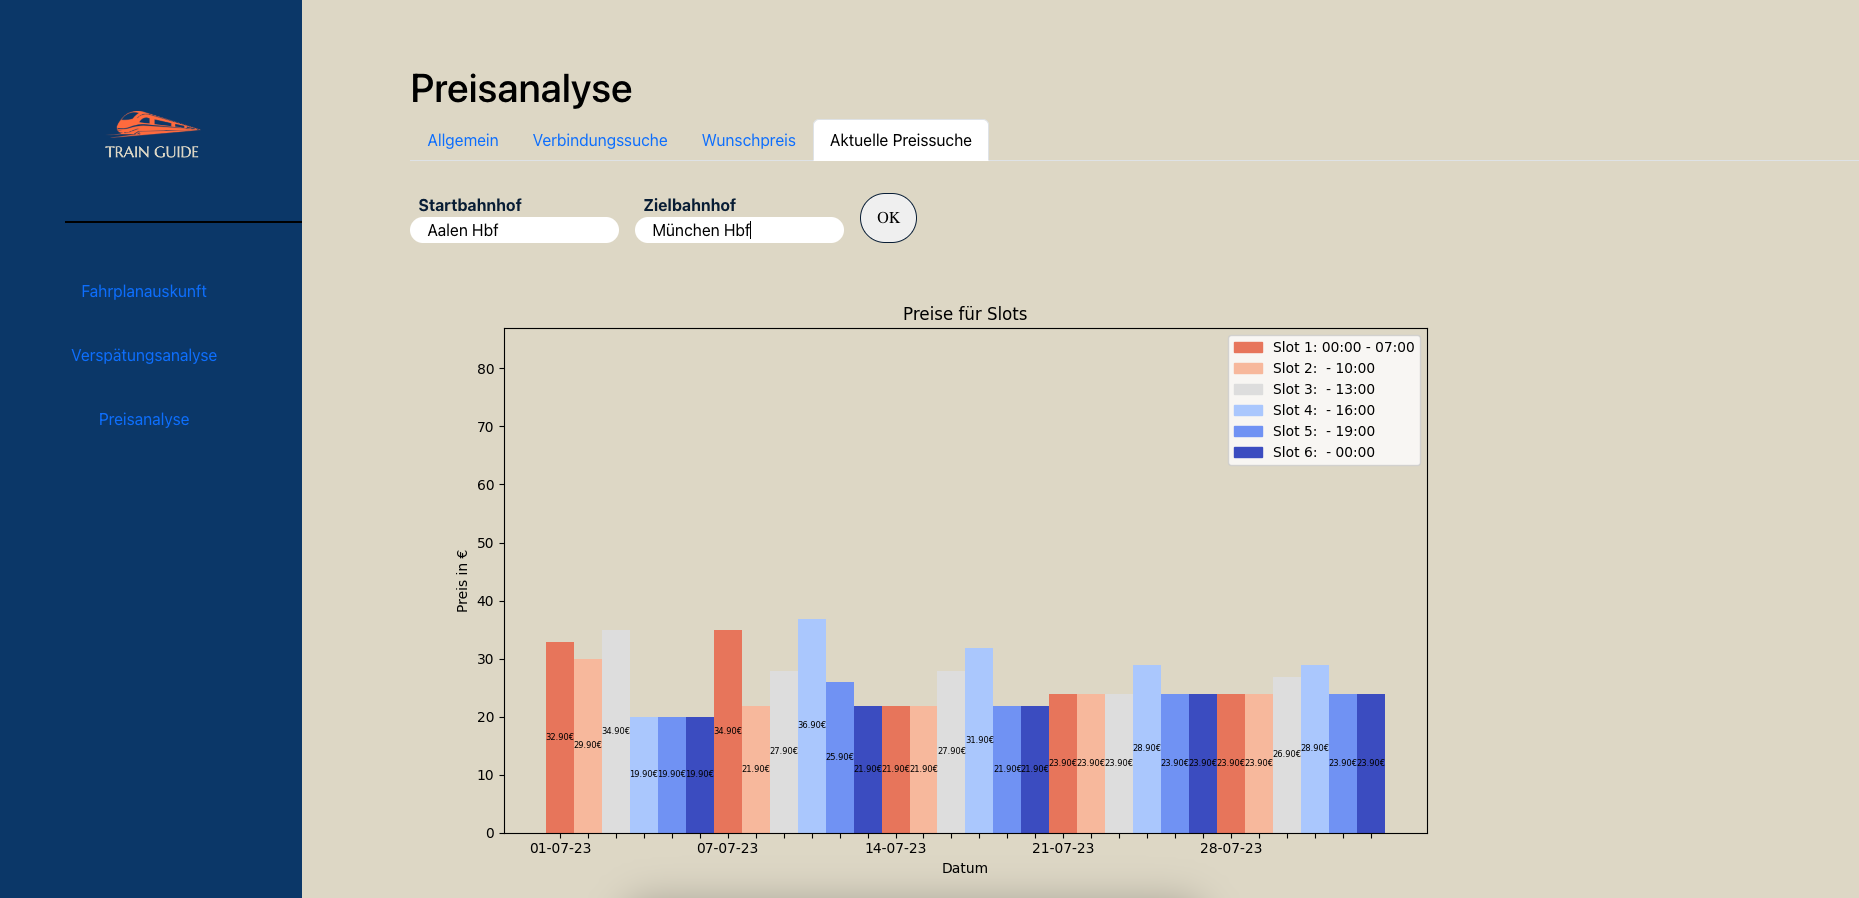 TRAIN GUIDE
Fahrplanauskunft
Verspätungsanalyse
Preisanalyse
Preisanalyse
Allgemein Verbindungssuche Wunschpreis Aktuelle Preissuche
Startbahnhof Zielbahnhof
Aalen Hbf München Hbf OK
Preise für Slots
Slot 1: 00:00 - 07:00
Slot 2:  - 10:00
Slot 3:  - 13:00
Slot 4:  - 16:00
Slot 5:  - 19:00
Slot 6:  - 00:00
Preis in €
80
70
60
50
40
30
20
10
0
32.90€ 29.90€ 34.90€ 19.90€ 19.90€ 19.90€ 34.90€ 21.90€ 27.90€ 36.90€ 25.90€ 21.90€ 21.90€ 21.90€ 27.90€ 31.90€ 21.90€ 21.90€ 23.90€ 23.90€ 23.90€ 28.90€ 23.90€ 23.90€ 23.90€ 23.90€ 26.90€ 28.90€ 23.90€ 23.90€
01-07-23 07-07-23 14-07-23 21-07-23 28-07-23
Datum